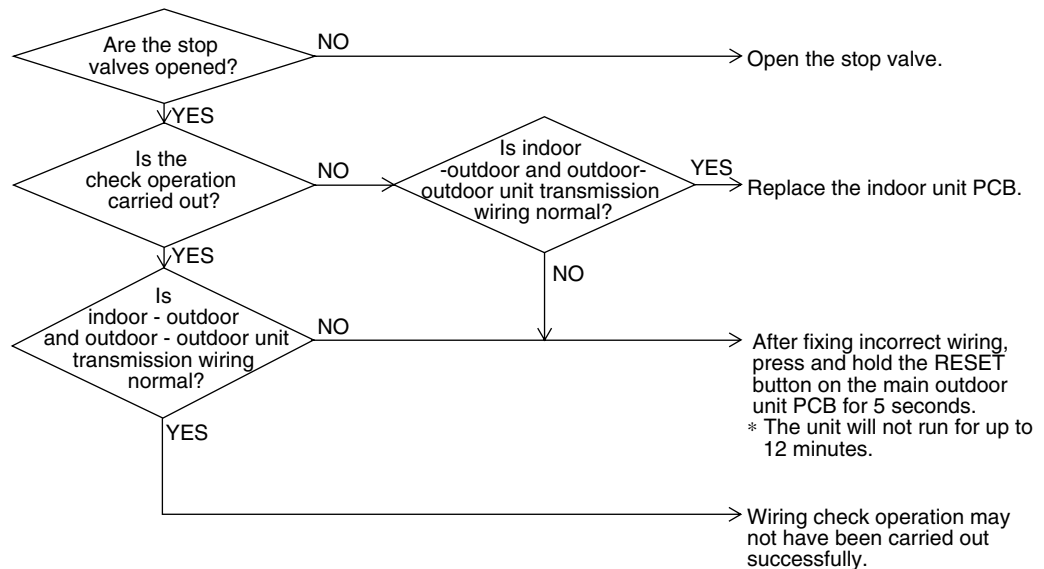 Are the stop
valves opened?
NO
Open the stop valve.
YES
Is the
check operation
carried out?
NO
Is indoor
-outdoor and outdoor-
outdoor unit transmission
wiring normal?
YES
Replace the indoor unit PCB.
YES
NO
Is
indoor - outdoor
and outdoor - outdoor unit
transmission wiring
normal?
NO
After fixing incorrect wiring,
press and hold the RESET
button on the main outdoor
unit PCB for 5 seconds.
* The unit will not run for up to
12 minutes.
YES
Wiring check operation may
not have been carried out
successfully.